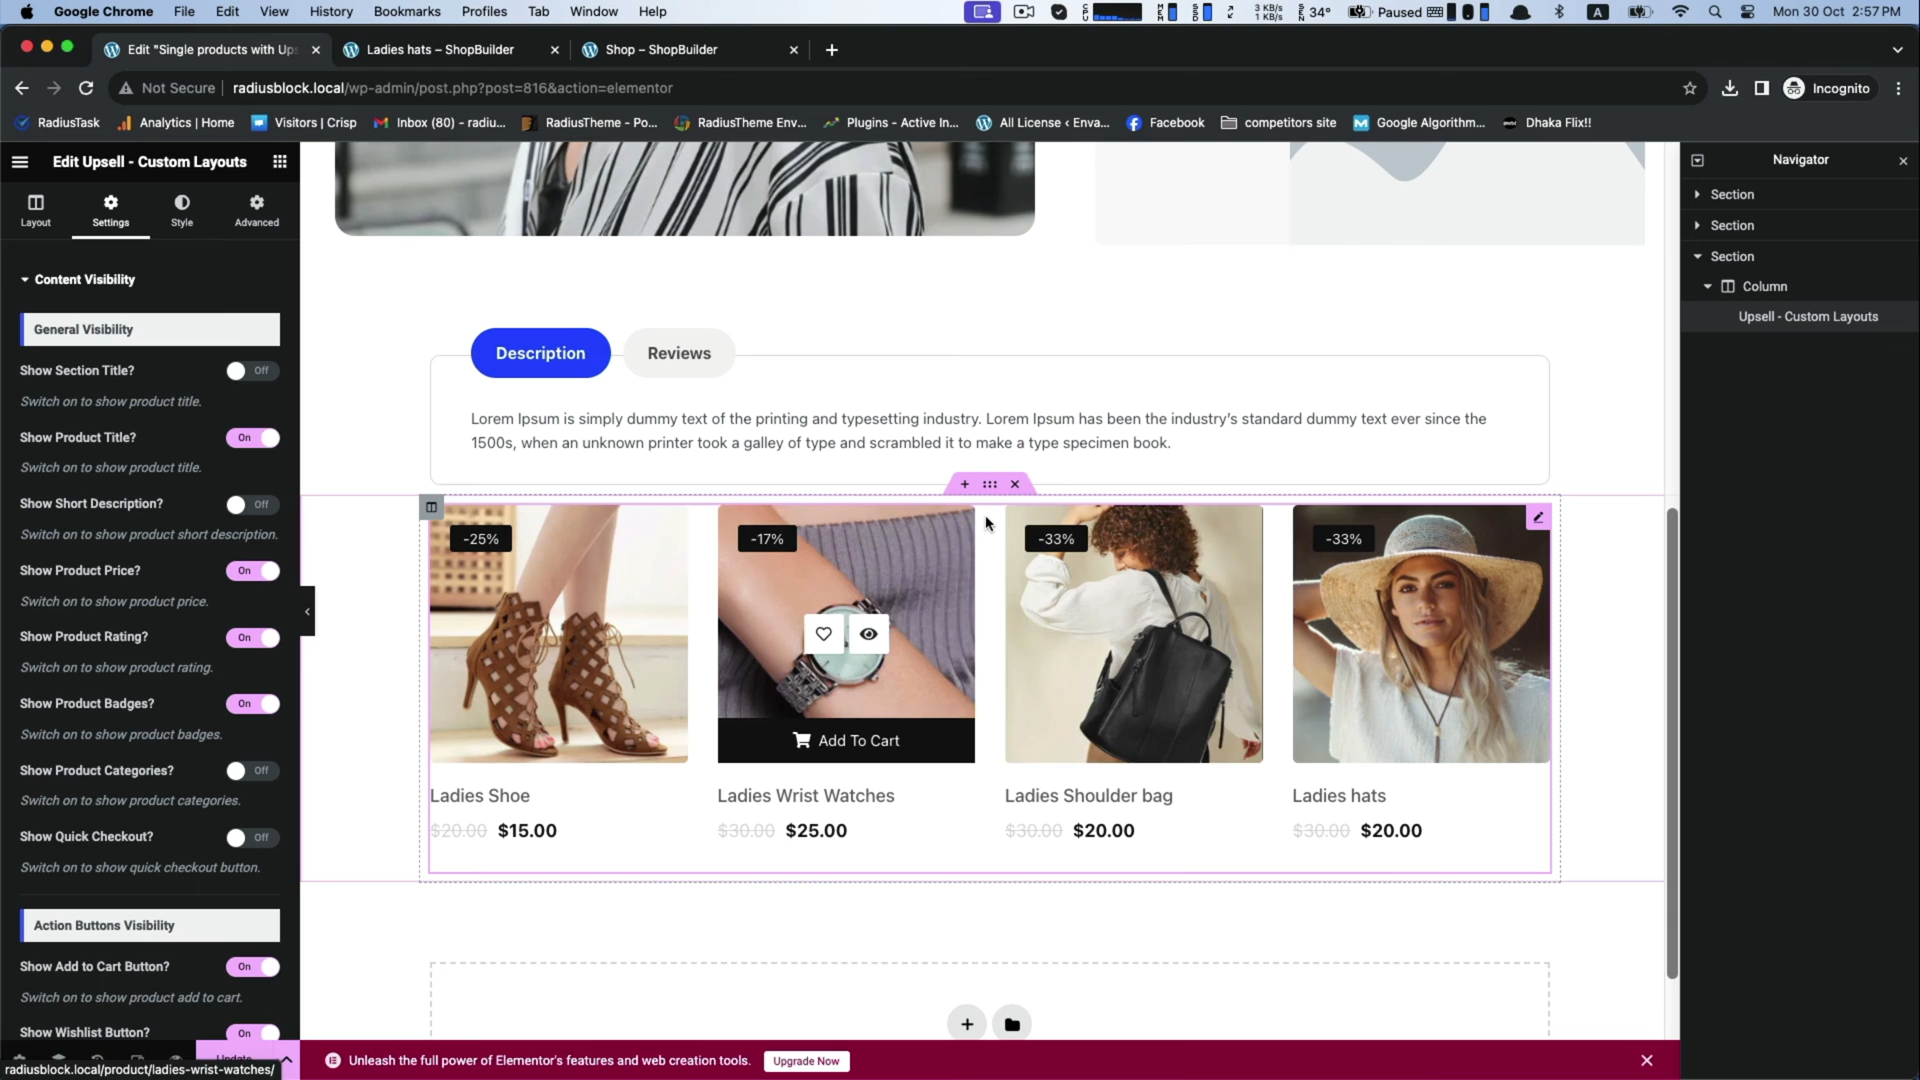 Google Chrome File Edit View History Bookmarks Profiles Tab Window Help
3 KB/s
1 KB/s
34°
Paused
A
Mon 30 Oct 2:57 PM
Edit "Single products with Ups
Ladies hats – ShopBuilder
Shop – ShopBuilder
Not Secure radiusblock.local/wp-admin/post.php?post=816&action=elementor
Incognito
RadiusTask
Analytics | Home
Visitors | Crisp
Inbox (80) - radiu...
RadiusTheme - Po...
RadiusTheme Env...
Plugins - Active In...
All License ‹ Enva...
Facebook
competitors site
Google Algorithm...
Dhaka Flix!!
Edit Upsell - Custom Layouts
Layout
Settings
Style
Advanced
Content Visibility
General Visibility
Show Section Title? Off
Switch on to show product title.
Show Product Title? On
Switch on to show product title.
Show Short Description? Off
Switch on to show product short description.
Show Product Price? On
Switch on to show product price.
Show Product Rating? On
Switch on to show product rating.
Show Product Badges? On
Switch on to show product badges.
Show Product Categories? Off
Switch on to show product categories.
Show Quick Checkout? Off
Switch on to show quick checkout button.
Action Buttons Visibility
Show Add to Cart Button? On
Switch on to show product add to cart.
Show Wishlist Button? On
Update
radiusblock.local/product/ladies-wrist-watches/
Description
Reviews
Lorem Ipsum is simply dummy text of the printing and typesetting industry. Lorem Ipsum has been the industry's standard dummy text ever since the
1500s, when an unknown printer took a galley of type and scrambled it to make a type specimen book.
-25%
-17%
-33%
-33%
Add To Cart
Ladies Shoe
Ladies Wrist Watches
Ladies Shoulder bag
Ladies hats
$20.00 $15.00
$30.00 $25.00
$30.00 $20.00
$30.00 $20.00
Unleash the full power of Elementor's features and web creation tools. Upgrade Now
Navigator
Section
Section
Section
Column
Upsell - Custom Layouts